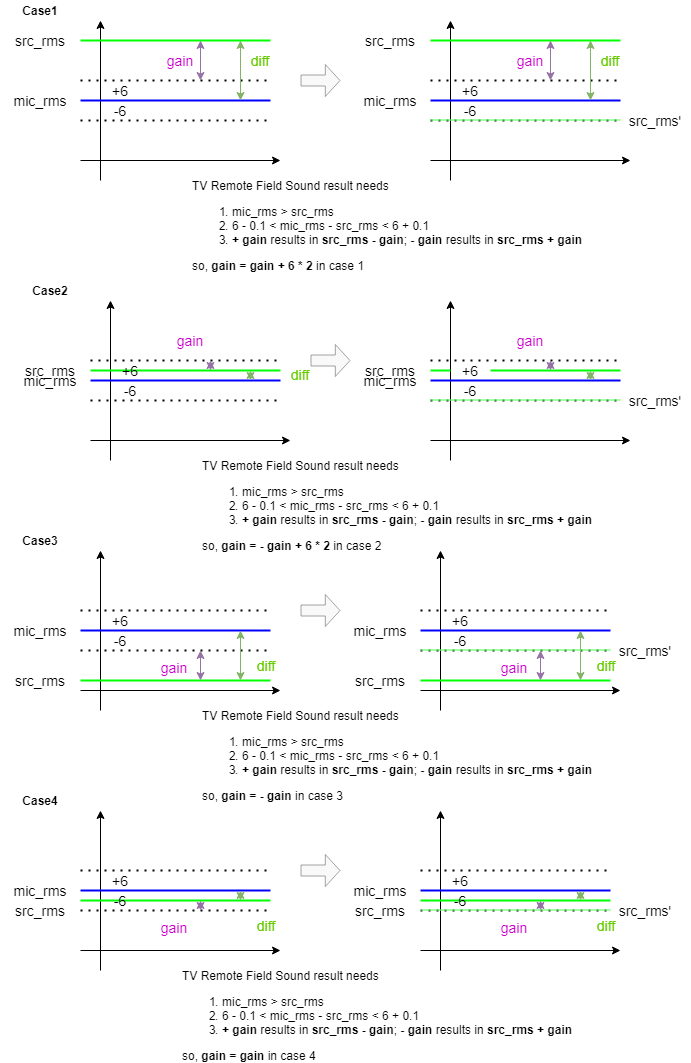 Case1
src_rms
gain
diff
+6
mic_rms
-6
src_rms
gain
diff
+6
mic_rms
-6
src_rms'
TV Remote Field Sound result needs
1. mic_rms > src_rms
2. 6 - 0.1 < mic_rms - src_rms < 6 + 0.1
3. + gain results in src_rms - gain; - gain results in src_rms + gain
so, gain = gain + 6 * 2 in case 1
Case2
gain
src_rms
+6
mic_rms
diff
-6
gain
src_rms
+6
mic_rms
-6
src_rms'
TV Remote Field Sound result needs
1. mic_rms > src_rms
2. 6 - 0.1 < mic_rms - src_rms < 6 + 0.1
3. + gain results in src_rms - gain; - gain results in src_rms + gain
so, gain = - gain + 6 * 2 in case 2
Case3
+6
mic_rms
-6
gain
diff
src_rms
+6
mic_rms
-6
src_rms'
gain
diff
src_rms
TV Remote Field Sound result needs
1. mic_rms > src_rms
2. 6 - 0.1 < mic_rms - src_rms < 6 + 0.1
3. + gain results in src_rms - gain; - gain results in src_rms + gain
so, gain = - gain in case 3
Case4
+6
mic_rms
-6
src_rms
gain
diff
+6
mic_rms
-6
src_rms
src_rms'
gain
diff
TV Remote Field Sound result needs
1. mic_rms > src_rms
2. 6 - 0.1 < mic_rms - src_rms < 6 + 0.1
3. + gain results in src_rms - gain; - gain results in src_rms + gain
so, gain = gain in case 4